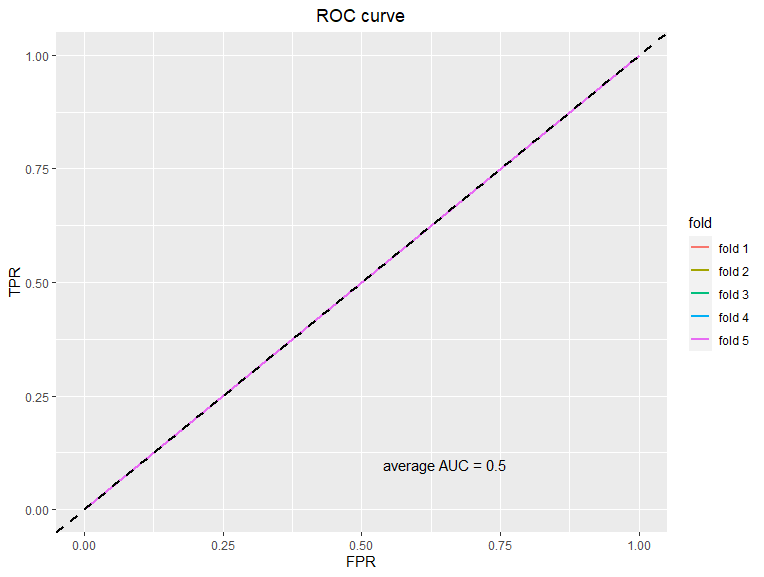 ROC curve
TPR
1.00
0.75
0.50
0.25
0.00
average AUC = 0.5
0.00 0.25 0.50 0.75 1.00
FPR
fold
fold 1
fold 2
fold 3
fold 4
fold 5